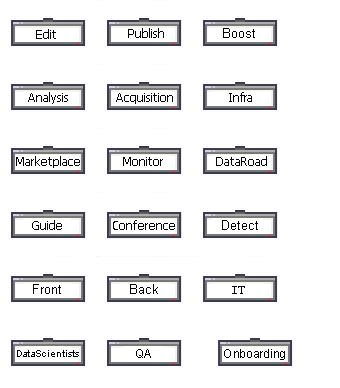 Edit Publish Boost
Analysis Acquisition Infra
Marketplace Monitor DataRoad
Guide Conference Detect
Front Back IT
DataScientists QA Onboarding